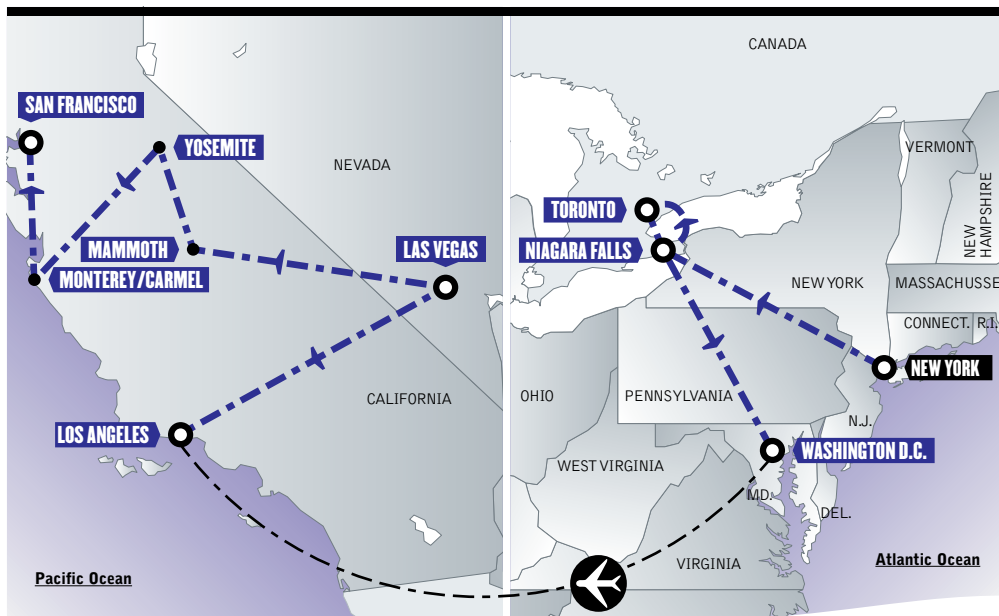 SAN FRANCISCO
YOSEMITE
NEVADA
MAMMOTH
LAS VEGAS
MONTEREY/CARMEL
CALIFORNIA
LOS ANGELES
Pacific Ocean
CANADA
VERMONT
NEW HAMPSHIRE
TORONTO
NIAGARA FALLS
NEW YORK
MASSACHUSSE
CONNECT. R.I.
NEW YORK
OHIO
PENNSYLVANIA
N.J.
WASHINGTON D.C.
WEST VIRGINIA
MD.
DEL.
VIRGINIA
Atlantic Ocean